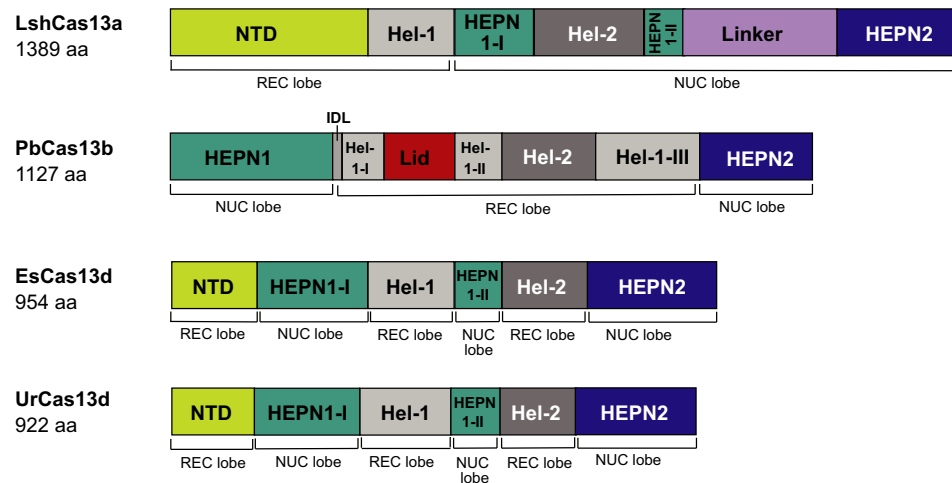 LshCas13a
1389 aa
NTD
Hel-1
HEPN
1-I
Hel-2
HEPN
1-II
Linker
HEPN2
REC lobe
NUC lobe
PbCas13b
1127 aa
IDL
HEPN1
Hel-
1-I
Lid
Hel-
1-II
Hel-2
Hel-1-III
HEPN2
NUC lobe
REC lobe
NUC lobe
EsCas13d
954 aa
NTD
HEPN1-I
Hel-1
HEPN
1-II
Hel-2
HEPN2
REC lobe
NUC lobe
REC lobe
NUC
lobe
REC lobe
NUC lobe
UrCas13d
922 aa
NTD
HEPN1-I
Hel-1
HEPN
1-II
Hel-2
HEPN2
REC lobe
NUC lobe
REC lobe
NUC
lobe
REC lobe
NUC lobe